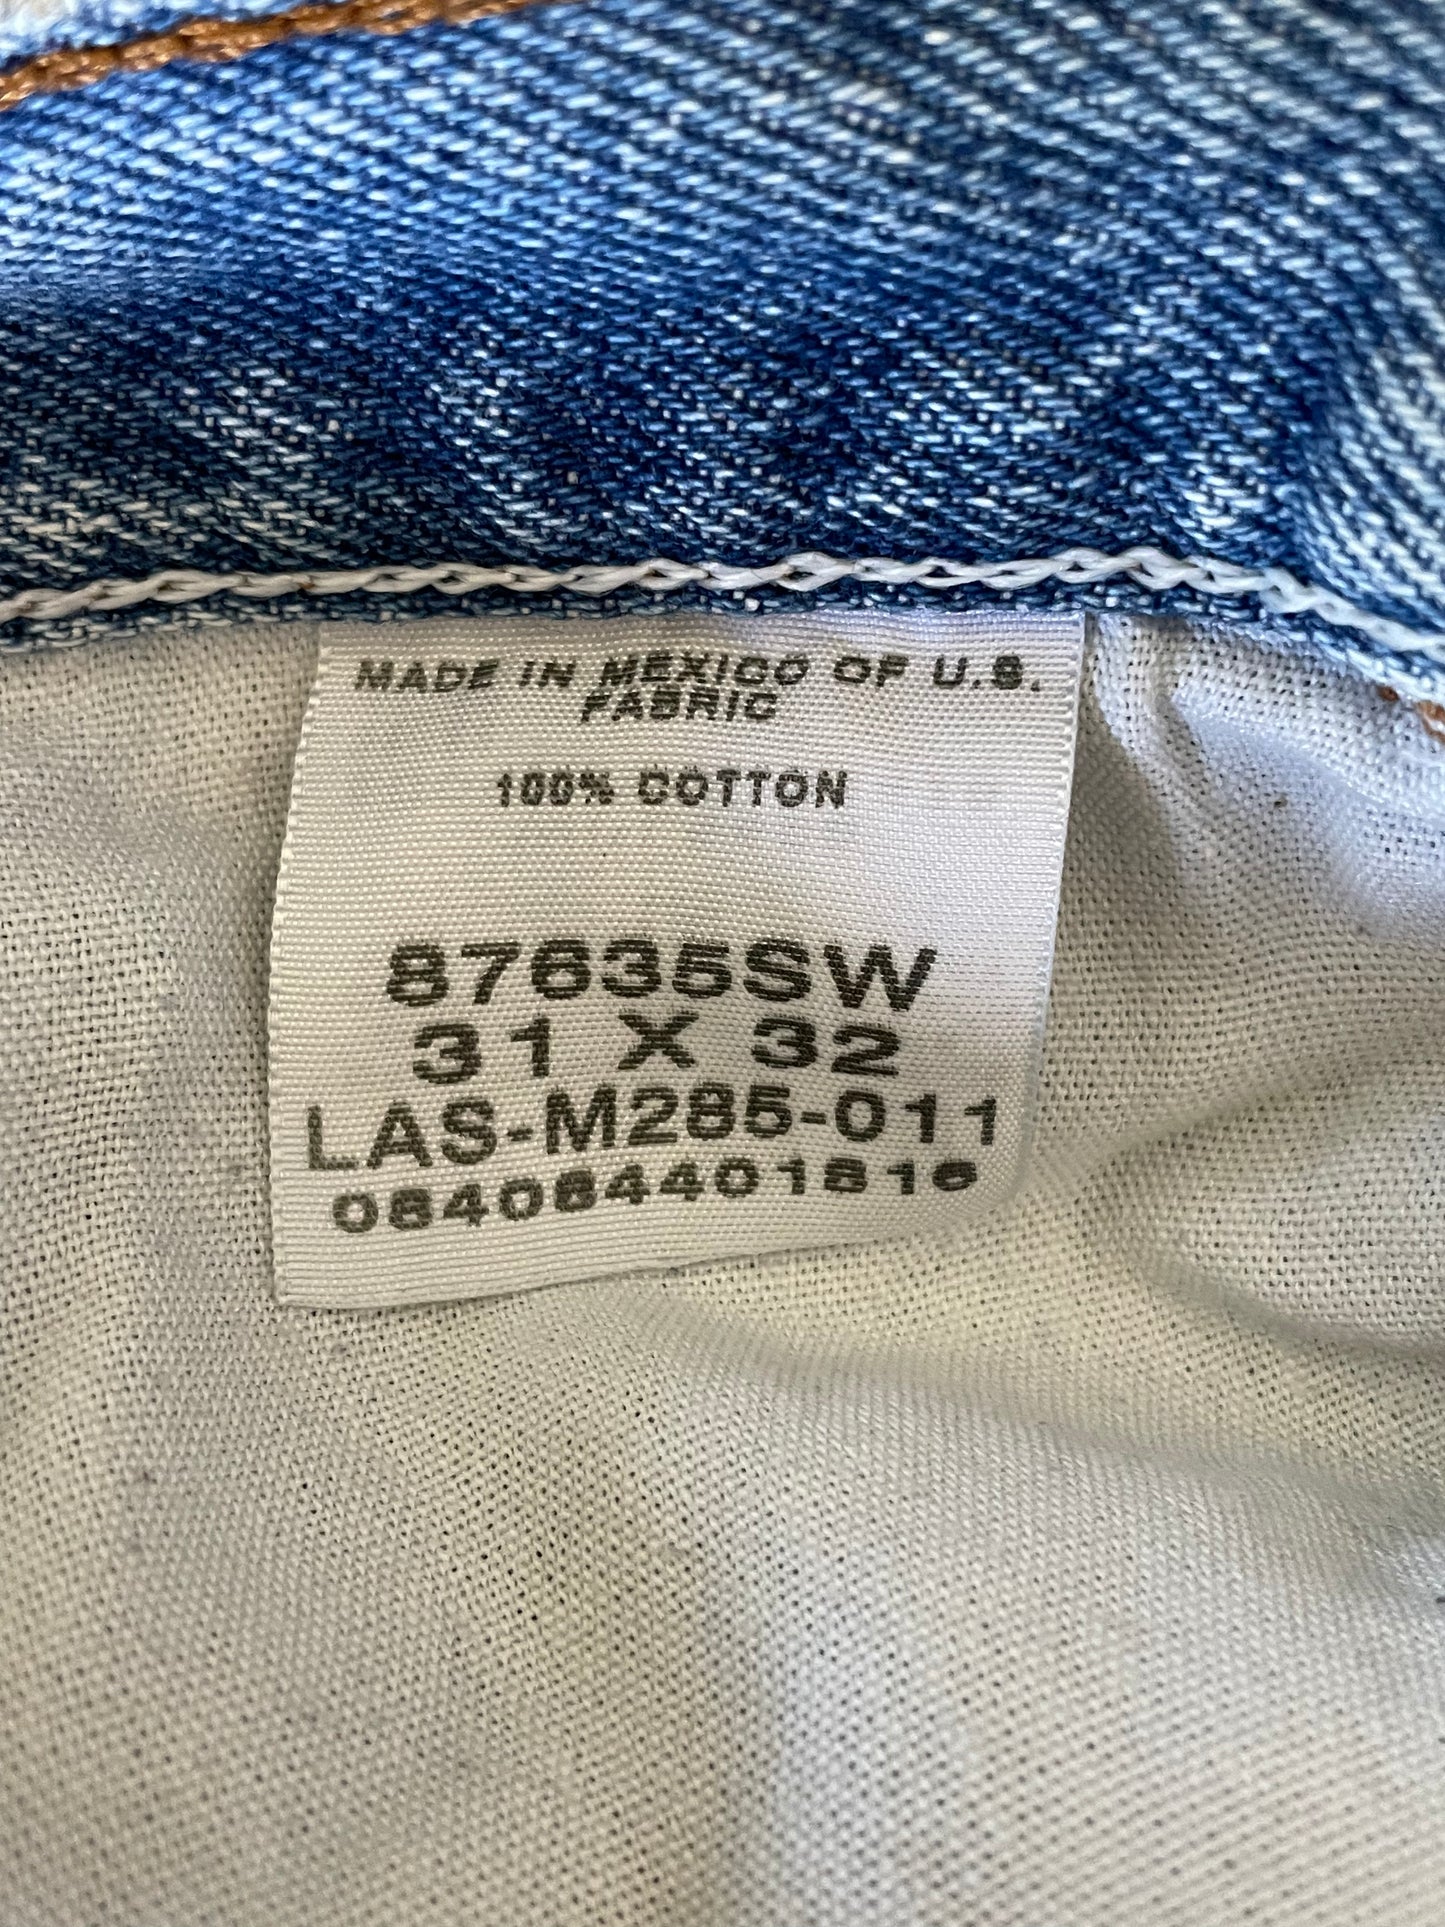 MADE IN MEXICO OF U.S.
FABRIC
100% COTTON
87635SW
31 X 32
LAS-M285-011
084084401816